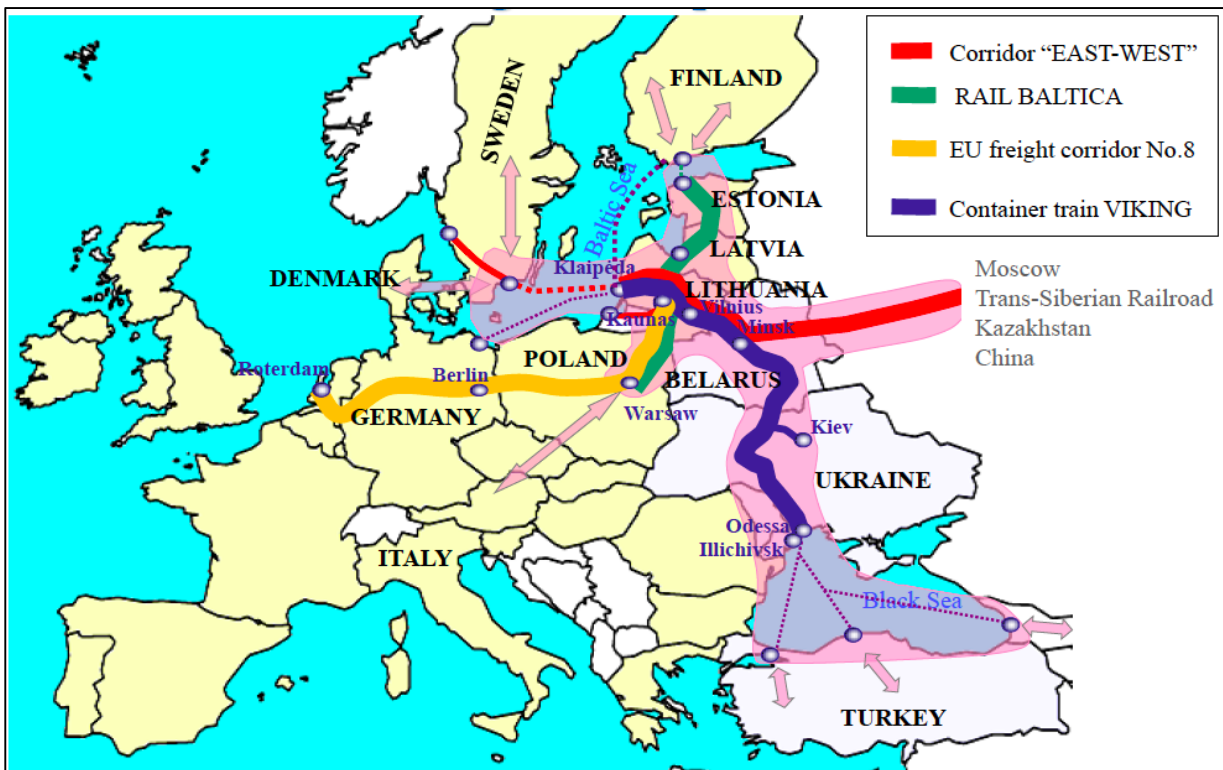 Corridor “EAST-WEST”
RAIL BALTICA
EU freight corridor No.8
Container train VIKING
FINLAND
SWEDEN
Baltic Sea
ESTONIA
LATVIA
DENMARK
Klaipėda
LITHUANIA
Vilnius
Kaunas
Minsk
Moscow
Trans-Siberian Railroad
Kazakhstan
China
POLAND
BELARUS
Roterdam
Berlin
GERMANY
Warsaw
Kiev
UKRAINE
Odessa
Illichivsk
ITALY
Black Sea
TURKEY